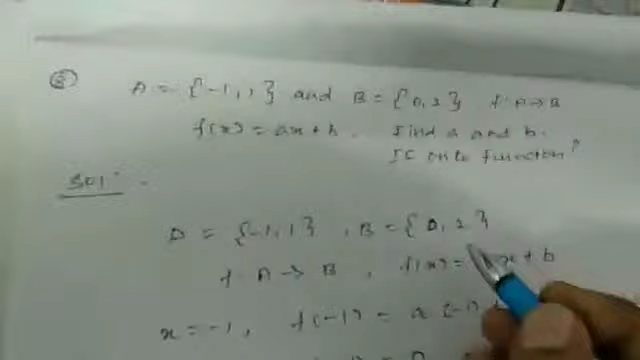 A = {-1, 1} and B = {0, 2} f: A→B
f(x) = ax+b. Find a and b.
If onto function?
Sol:-
A = {-1, 1}, B = {0, 2}
f: A → B, f(x) = ax + b
x = -1, f(-1) = a(-1)